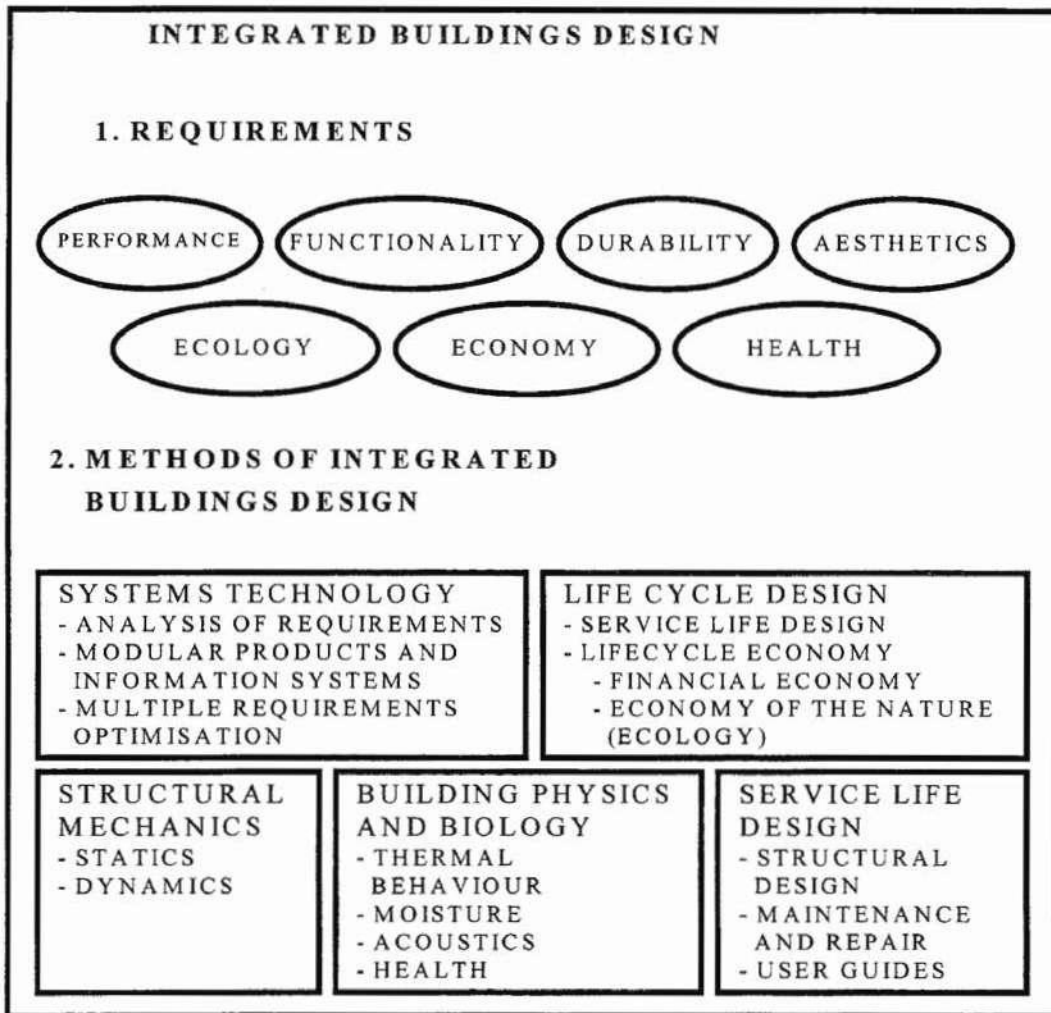 INTEGRATED BUILDINGS DESIGN
1. REQUIREMENTS
PERFORMANCE
FUNCTIONALITY
DURABILITY
AESTHETICS
ECOLOGY
ECONOMY
HEALTH
2. METHODS OF INTEGRATED
BUILDINGS DESIGN
SYSTEMS TECHNOLOGY
- ANALYSIS OF REQUIREMENTS
- MODULAR PRODUCTS AND
INFORMATION SYSTEMS
- MULTIPLE REQUIREMENTS
OPTIMISATION
LIFE CYCLE DESIGN
- SERVICE LIFE DESIGN
- LIFECYCLE ECONOMY
- FINANCIAL ECONOMY
- ECONOMY OF THE NATURE
(ECOLOGY)
STRUCTURAL
MECHANICS
- STATICS
- DYNAMICS
BUILDING PHYSICS
AND BIOLOGY
- THERMAL
BEHAVIOUR
- MOISTURE
- ACOUSTICS
- HEALTH
SERVICE LIFE
DESIGN
- STRUCTURAL
DESIGN
- MAINTENANCE
AND REPAIR
- USER GUIDES